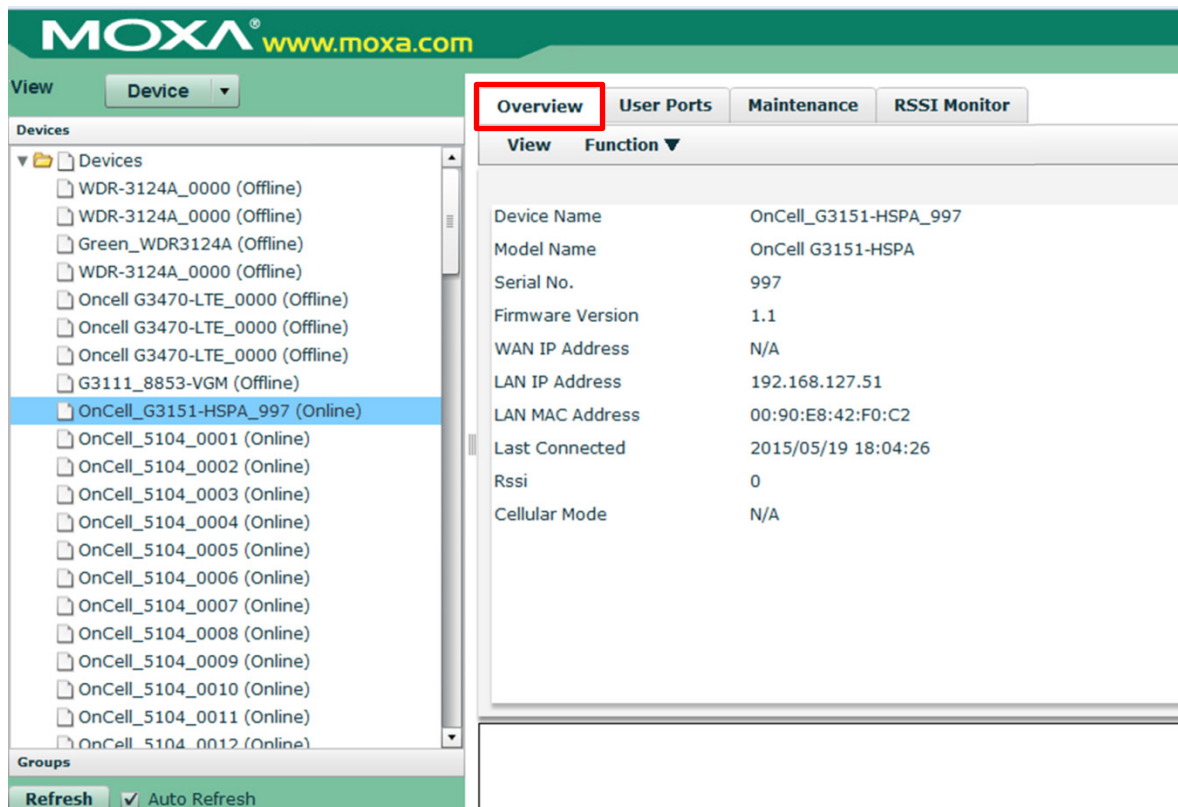 MOXA® www.moxa.com
View Device
Devices
Devices
WDR-3124A_0000 (Offline)
WDR-3124A_0000 (Offline)
Green_WDR3124A (Offline)
WDR-3124A_0000 (Offline)
Oncell G3470-LTE_0000 (Offline)
Oncell G3470-LTE_0000 (Offline)
Oncell G3470-LTE_0000 (Offline)
G3111_8853-VGM (Offline)
OnCell_G3151-HSPA_997 (Online)
OnCell_5104_0001 (Online)
OnCell_5104_0002 (Online)
OnCell_5104_0003 (Online)
OnCell_5104_0004 (Online)
OnCell_5104_0005 (Online)
OnCell_5104_0006 (Online)
OnCell_5104_0007 (Online)
OnCell_5104_0008 (Online)
OnCell_5104_0009 (Online)
OnCell_5104_0010 (Online)
OnCell_5104_0011 (Online)
OnCell_5104_0012 (Online)
Groups
Refresh Auto Refresh
Overview User Ports Maintenance RSSI Monitor
View Function
Device Name OnCell_G3151-HSPA_997
Model Name OnCell G3151-HSPA
Serial No. 997
Firmware Version 1.1
WAN IP Address N/A
LAN IP Address 192.168.127.51
LAN MAC Address 00:90:E8:42:F0:C2
Last Connected 2015/05/19 18:04:26
Rssi 0
Cellular Mode N/A